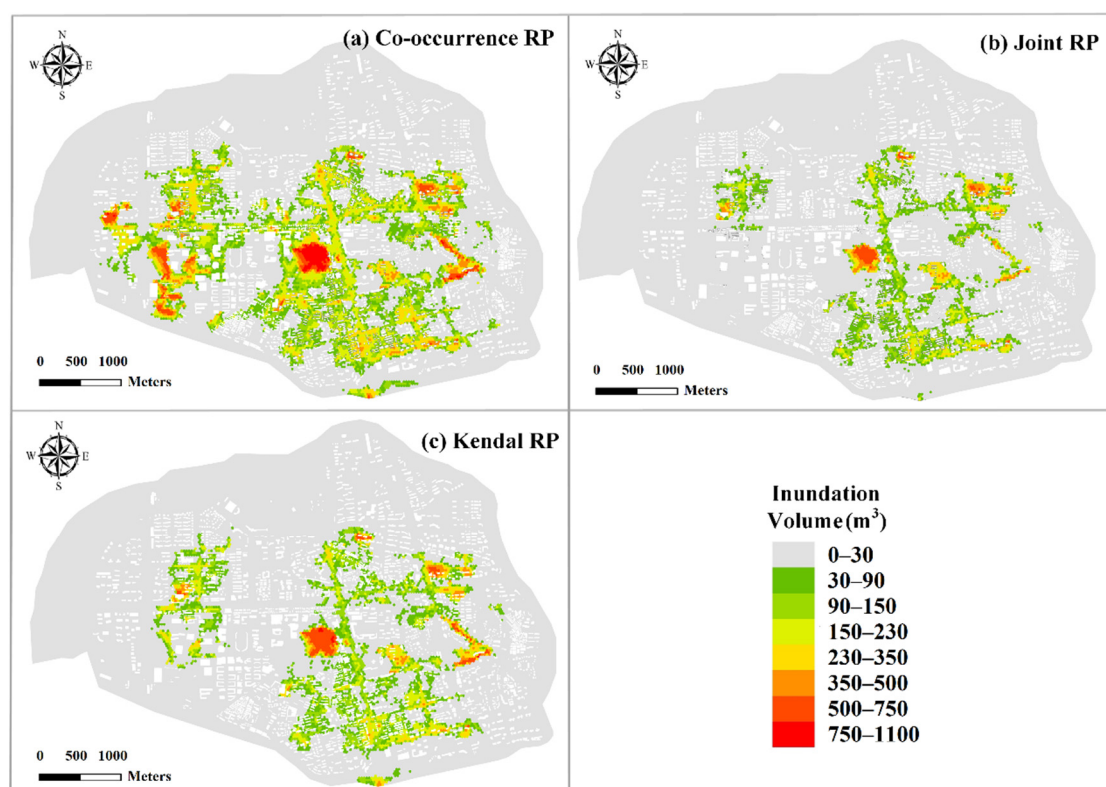 (a) Co-occurrence RP
N
W E
S
0 500 1000
Meters
(b) Joint RP
N
W E
S
0 500 1000
Meters
(c) Kendal RP
N
W E
S
0 500 1000
Meters
Inundation
Volume(m³)
0–30
30–90
90–150
150–230
230–350
350–500
500–750
750–1100